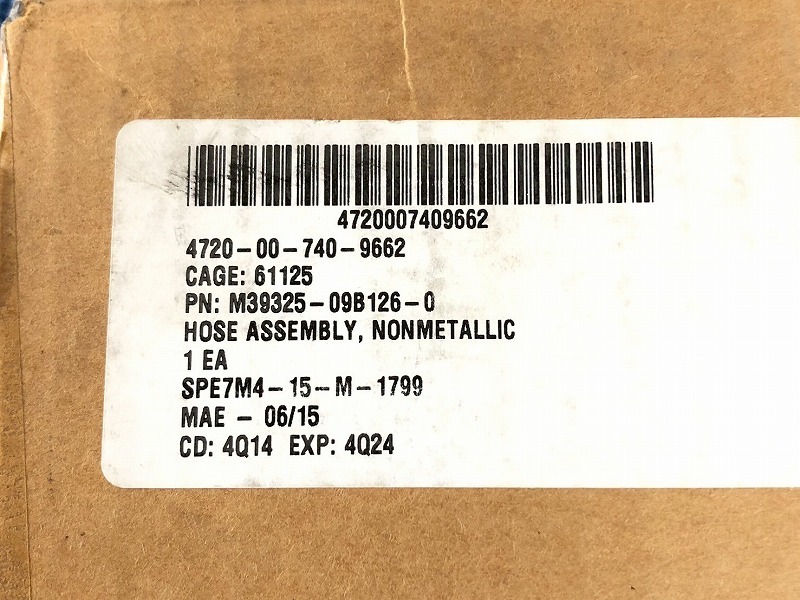 4720007409662
4720-00-740-9662
CAGE: 61125
PN: M39325-09B126-0
HOSE ASSEMBLY, NONMETALLIC
1 EA
SPE7M4-15-M-1799
MAE - 06/15
CD: 4Q14 EXP: 4Q24